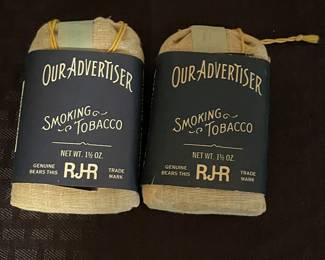 OUR ADVERTISER
SMOKING
TOBACCO
NET WT. 1½ OZ.
GENUINE
BEARS THIS
RJR
TRADE
MARK
OUR ADVERTISER
SMOKING
TOBACCO
NET WT. 1½ OZ.
GENUINE
BEARS THIS
RJR
TRADE
MARK